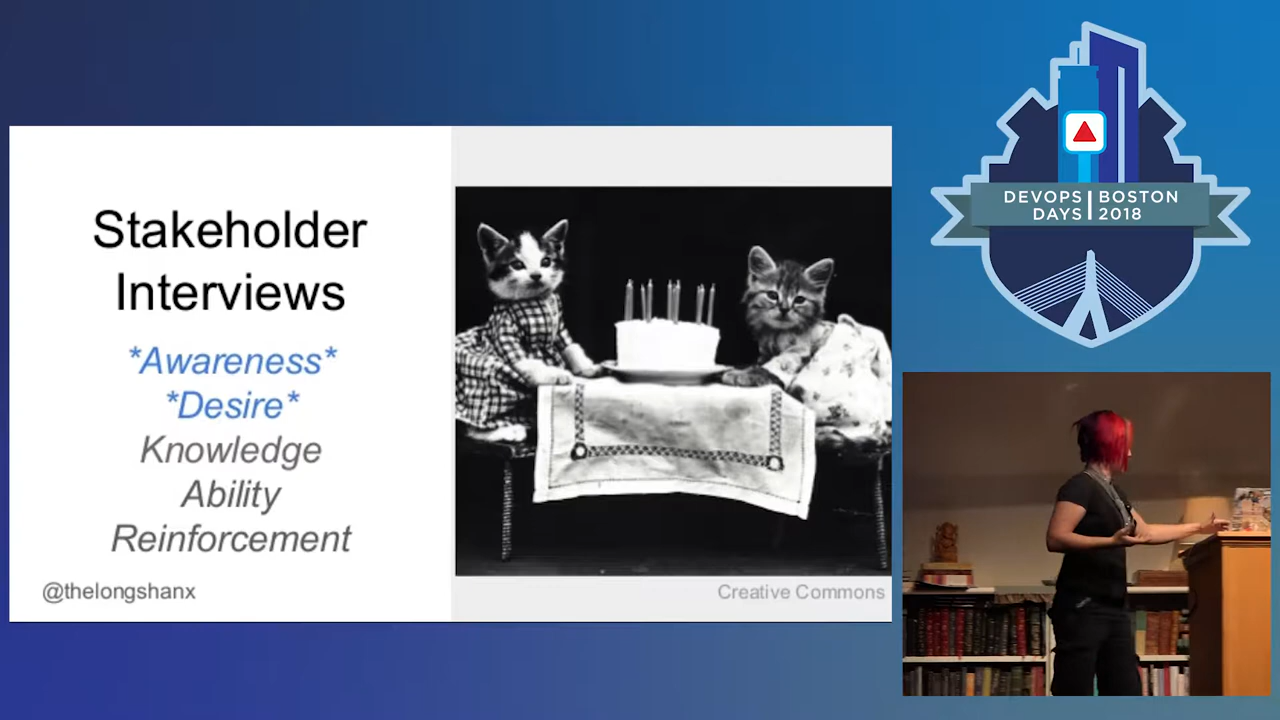 Stakeholder
Interviews
*Awareness*
*Desire*
Knowledge
Ability
Reinforcement
@thelongshanx
Creative Commons
DEVOPS BOSTON
DAYS 2018